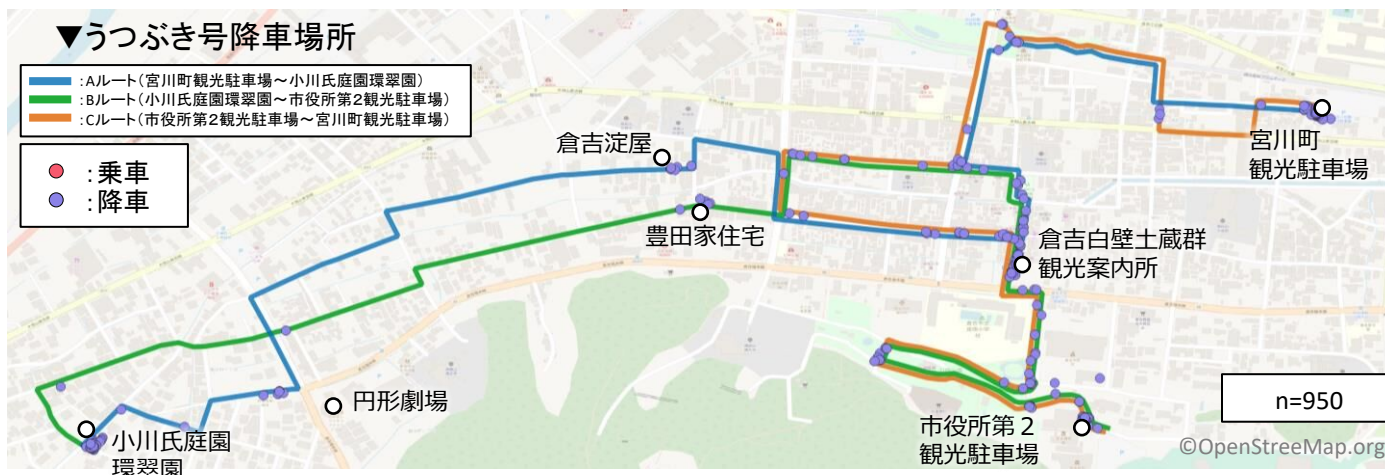 ▼うつぶき号降車場所
:Aルート(宮川町観光駐車場～小川氏庭園環翠園)
:Bルート(小川氏庭園環翠園～市役所第2観光駐車場)
:Cルート(市役所第2観光駐車場～宮川町観光駐車場)
:乗車
:降車
倉吉淀屋
豊田家住宅
宮川町
観光駐車場
倉吉白壁土蔵群
観光案内所
円形劇場
小川氏庭園
環翠園
市役所第２
観光駐車場
n=950
©OpenStreetMap.org